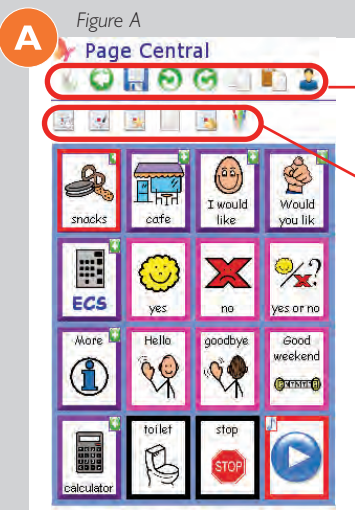 Figure A
A
Page Central
snacks
cafe
I would
like
Would
you lik
ECS
yes
no
yes or no
More
Hello
goodbye
Good
weekend
calculator
toilet
stop
STOP